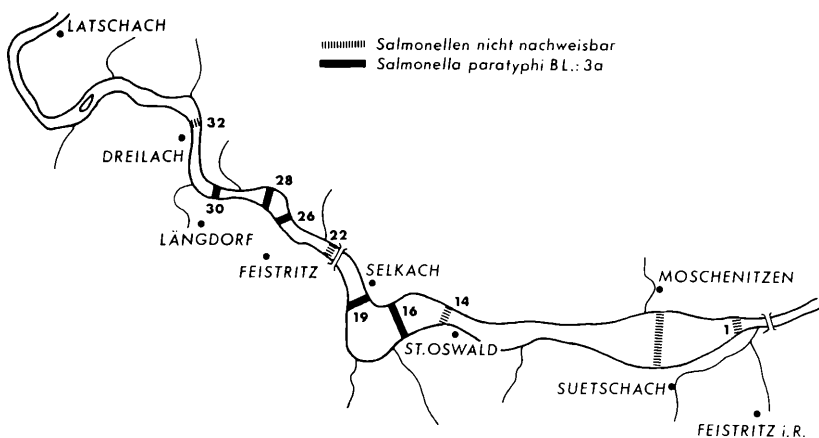 LATSCHACH
Salmonellen nicht nachweisbar
Salmonella paratyphi BL.: 3a
32
DREILACH
28
30
26
LÄNGDORF
22
FEISTRITZ
SELKACH
MOSCHENITZEN
19
16
14
1
ST. OSWALD
SUETSCHACH
FEISTRITZ i.R.